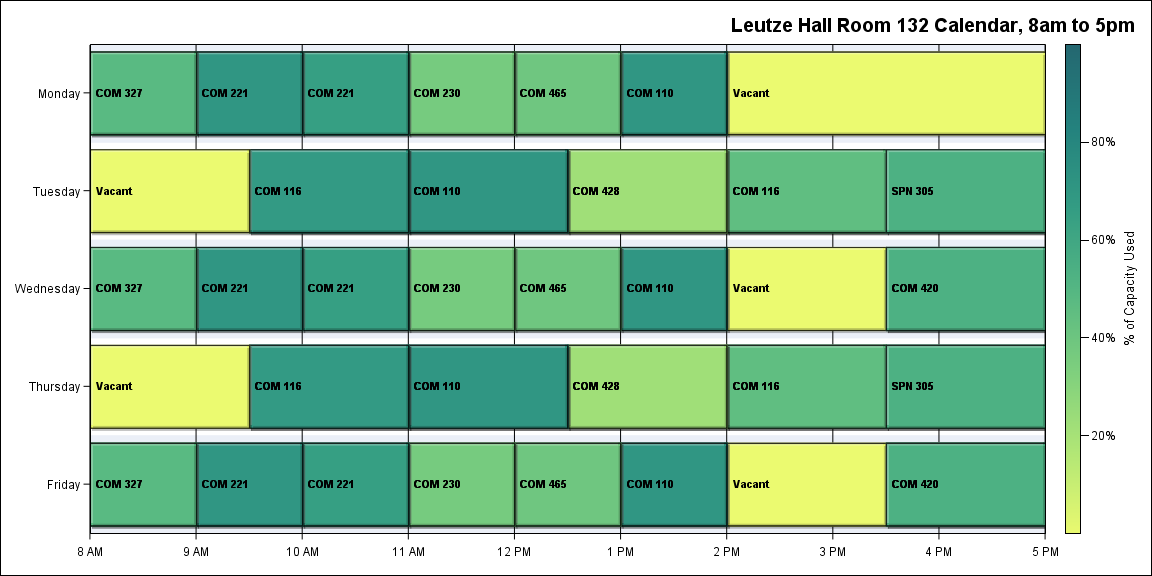 Leutze Hall Room 132 Calendar, 8am to 5pm
Monday COM 327 COM 221 COM 221 COM 230 COM 465 COM 110 Vacant
Tuesday Vacant COM 116 COM 110 COM 428 COM 116 SPN 305
Wednesday COM 327 COM 221 COM 221 COM 230 COM 465 COM 110 Vacant COM 420
Thursday Vacant COM 116 COM 110 COM 428 COM 116 SPN 305
Friday COM 327 COM 221 COM 221 COM 230 COM 465 COM 110 Vacant COM 420
8 AM 9 AM 10 AM 11 AM 12 PM 1 PM 2 PM 3 PM 4 PM 5 PM
80%
60%
40%
20%
% of Capacity Used